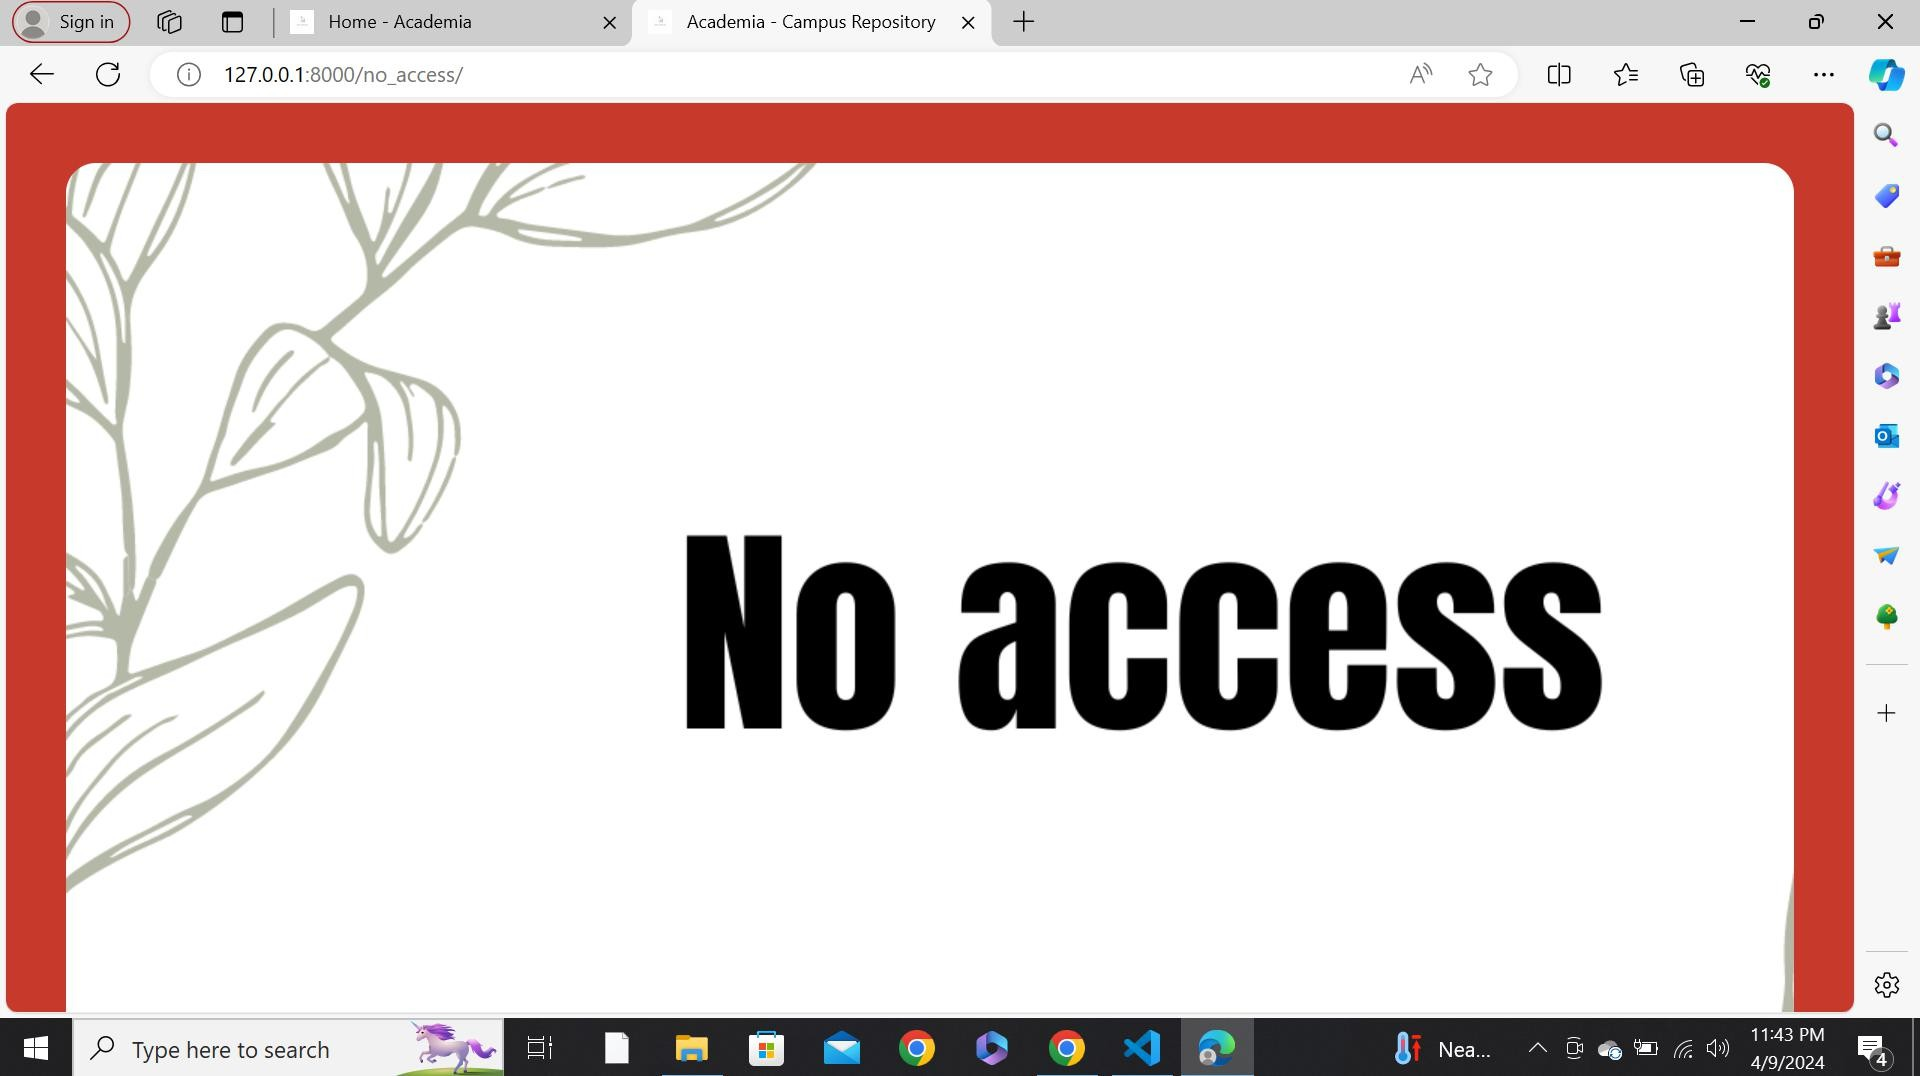 Sign in
Home - Academia
Academia - Campus Repository
127.0.0.1:8000/no_access/
No access
Type here to search
Nea...
11:43 PM
4/9/2024
4